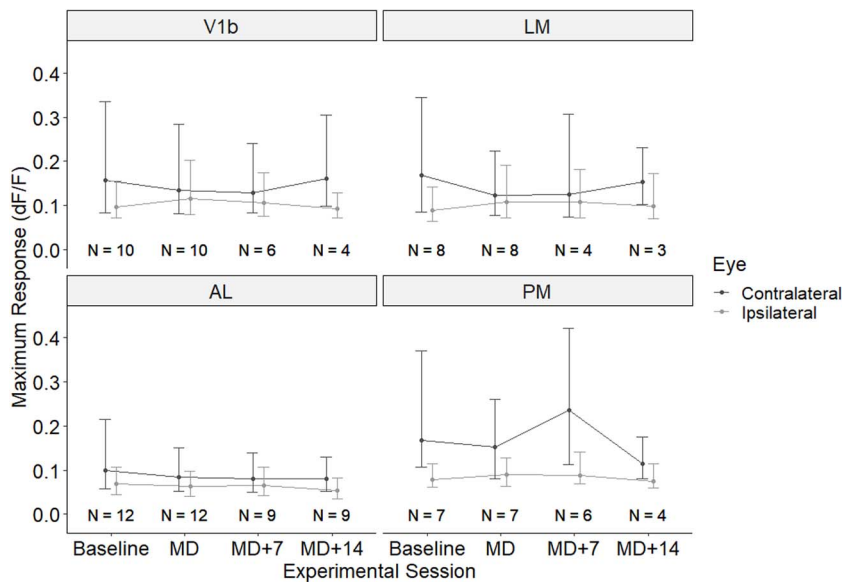 V1b
LM
0.4
0.3
0.2
0.1
0.0
N = 10 N = 10 N = 6 N = 4
N = 8 N = 8 N = 4 N = 3
AL
PM
0.4
0.3
0.2
0.1
0.0
N = 12 N = 12 N = 9 N = 9
N = 7 N = 7 N = 6 N = 4
Baseline MD MD+7 MD+14
Baseline MD MD+7 MD+14
Maximum Response (dF/F)
Experimental Session
Eye
Contralateral
Ipsilateral